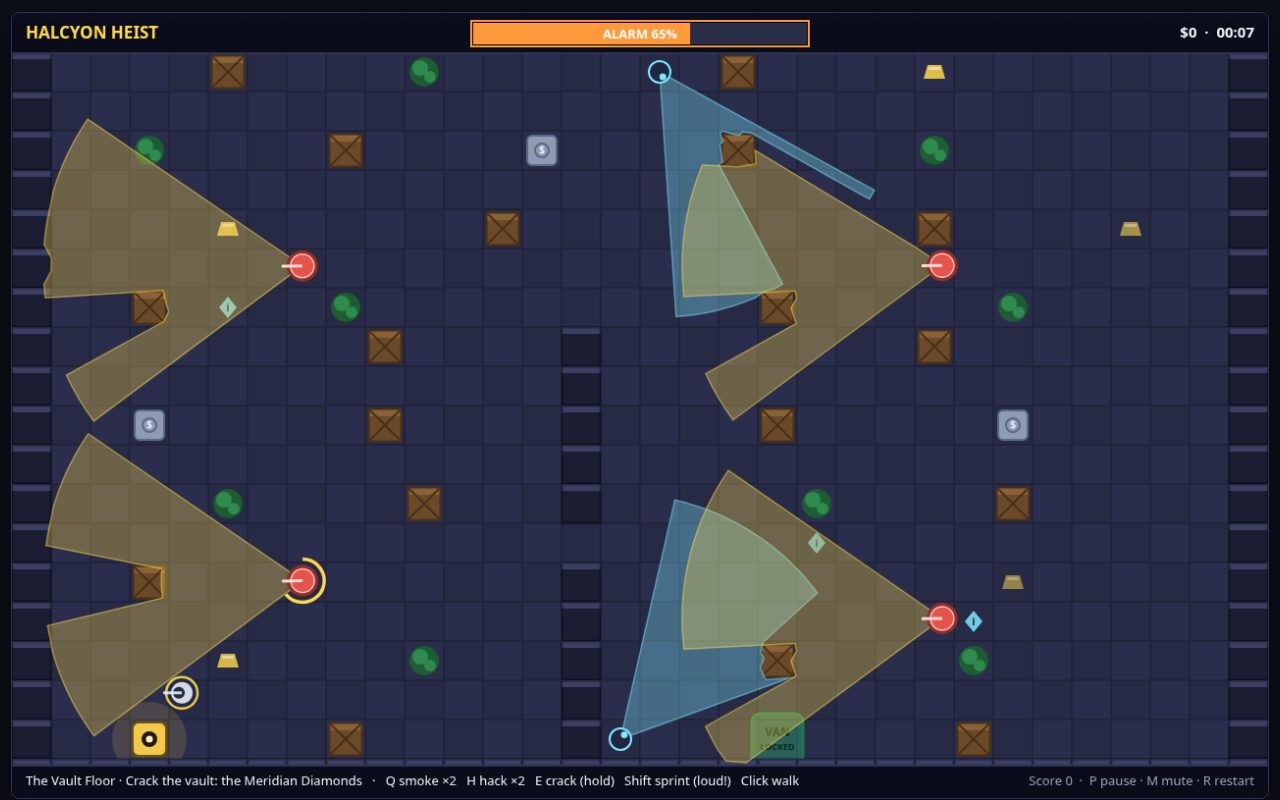 HALCYON HEIST
ALARM 65%
$0 · 00:07
$
i
$
$
i
i
VAN
LOCKED
The Vault Floor · Crack the vault: the Meridian Diamonds · Q smoke ×2 H hack ×2 E crack (hold) Shift sprint (loud!) Click walk
Score 0 · P pause · M mute · R restart